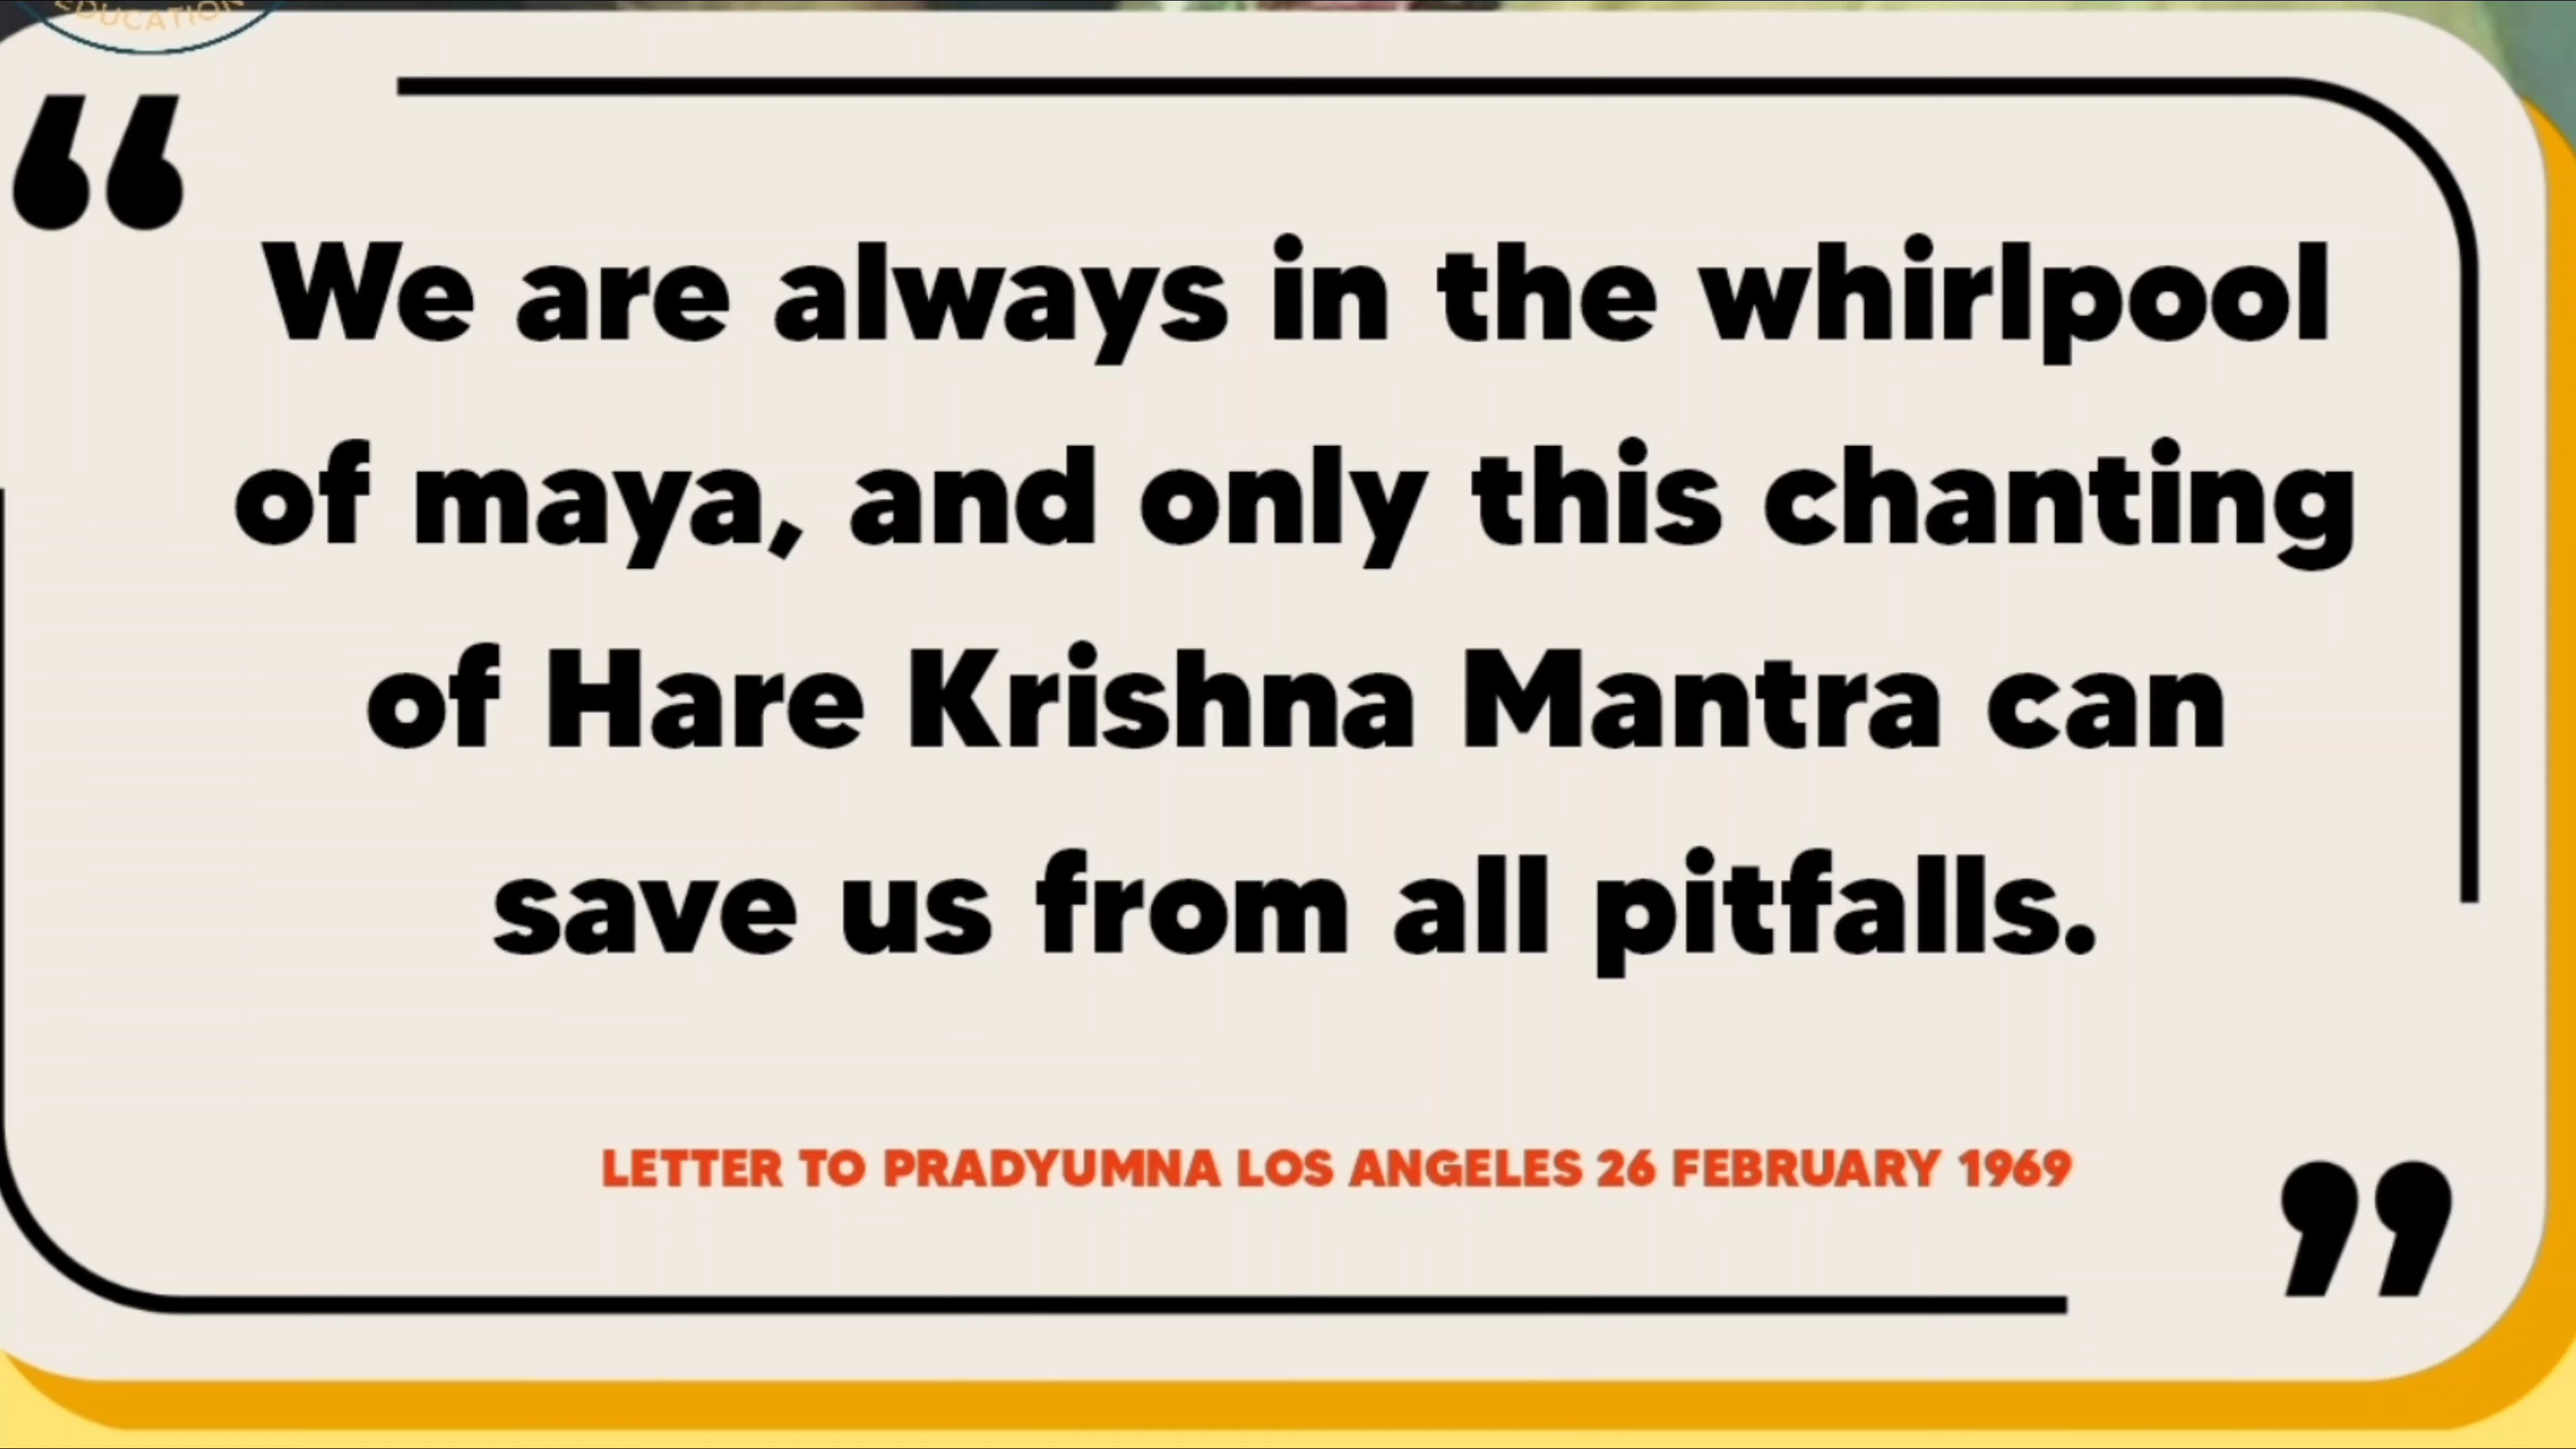 EDUCATION
“
We are always in the whirlpool
of maya, and only this chanting
of Hare Krishna Mantra can
save us from all pitfalls.
LETTER TO PRADYUMNA LOS ANGELES 26 FEBRUARY 1969
”